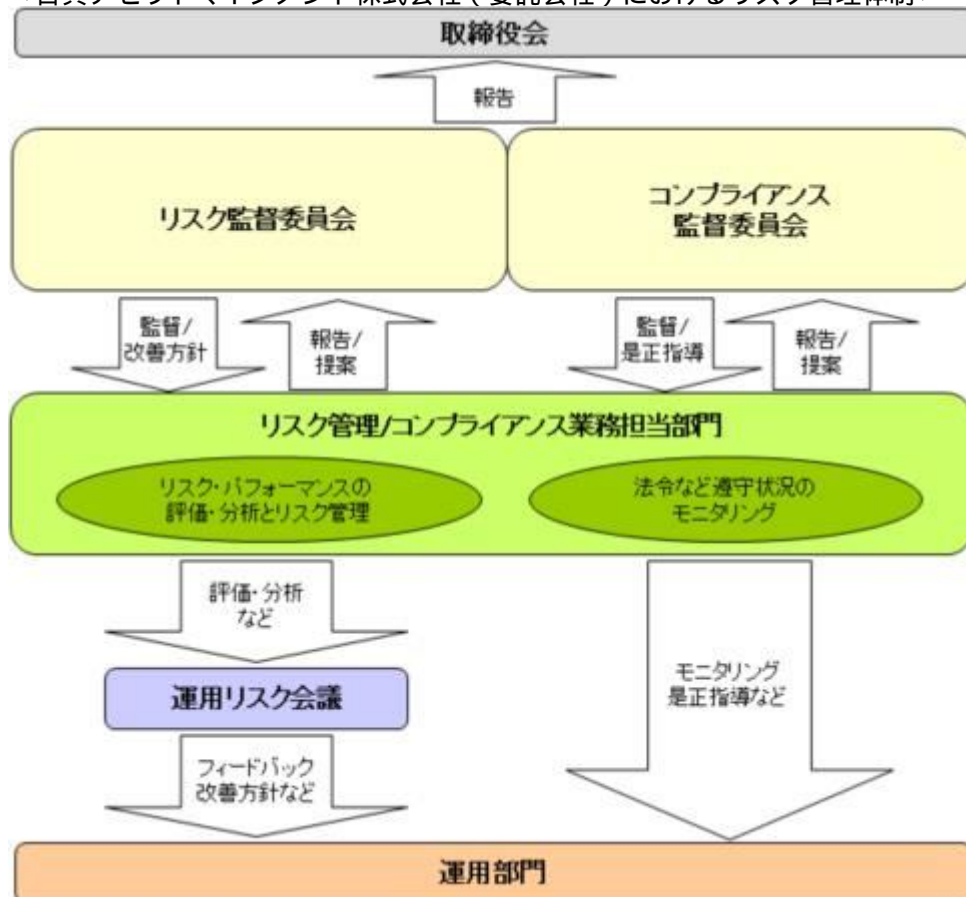 取締役会
報告
リスク監督委員会
コンプライアンス
監督委員会
監督/
改善方針
報告/
提案
監督/
是正指導
報告/
提案
リスク管理/コンプライアンス業務担当部門
リスク・パフォーマンスの
評価・分析とリスク管理
法令など遵守状況の
モニタリング
評価・分析
など
運用リスク会議
モニタリング
是正指導など
フィードバック
改善方針など
運用部門